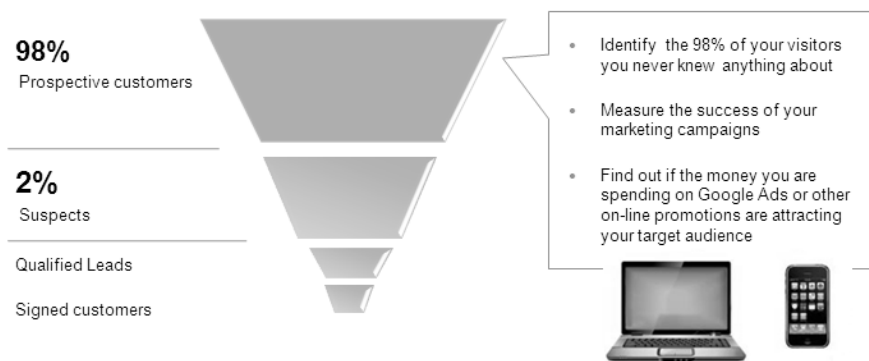 98%
Prospective customers
2%
Suspects
Qualified Leads
Signed customers
Identify the 98% of your visitors
you never knew anything about
Measure the success of your
marketing campaigns
Find out if the money you are
spending on Google Ads or other
on-line promotions are attracting
your target audience